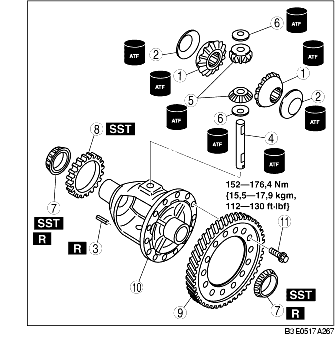 6
ATF
ATF
2
ATF
ATF
1
1
ATF
5
2
ATF
6
ATF
8 SST
4
ATF
7
152–176,4 Nm
{15,5–17,9 kgm,
112–130 ft·lbf}
SST
R
R
3
11
10
9
7
SST
R
B3E0517A267